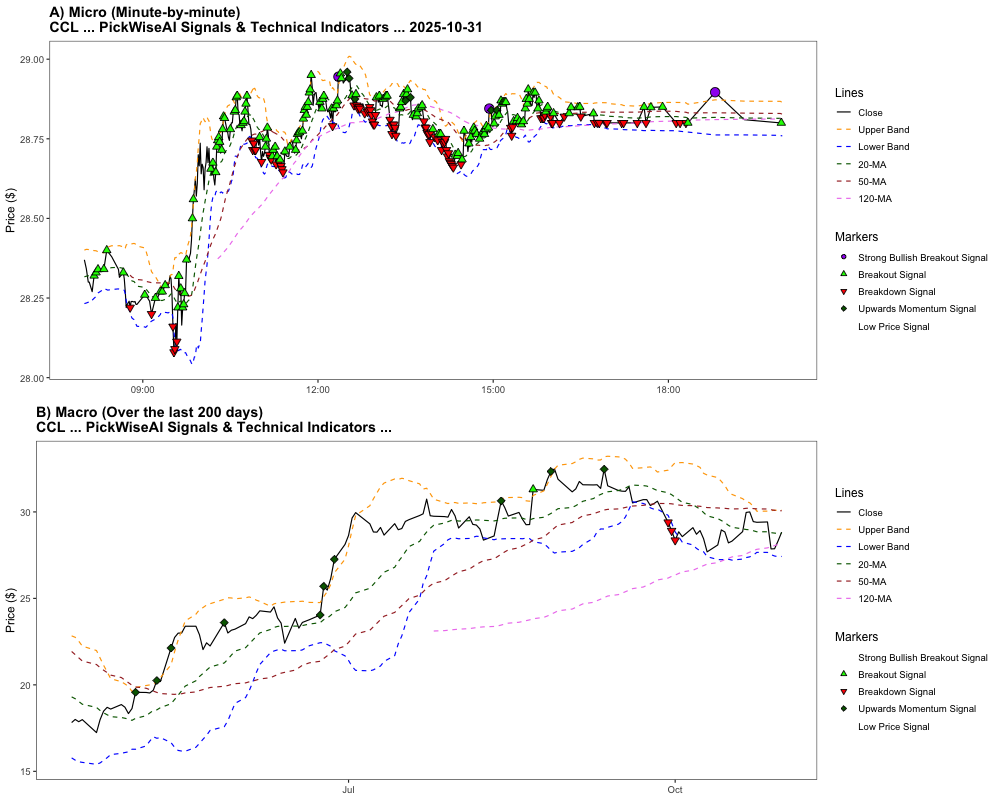 A) Micro (Minute-by-minute)
CCL ... PickWiseAI Signals & Technical Indicators ... 2025-10-31
Price ($)
29.00
28.75
28.50
28.25
28.00
09:00
12:00
15:00
18:00
Lines
Close
Upper Band
Lower Band
20-MA
50-MA
120-MA
Markers
Strong Bullish Breakout Signal
Breakout Signal
Breakdown Signal
Upwards Momentum Signal
Low Price Signal
B) Macro (Over the last 200 days)
CCL ... PickWiseAI Signals & Technical Indicators ...
Price ($)
30
25
20
15
Jul
Oct
Lines
Close
Upper Band
Lower Band
20-MA
50-MA
120-MA
Markers
Strong Bullish Breakout Signal
Breakout Signal
Breakdown Signal
Upwards Momentum Signal
Low Price Signal